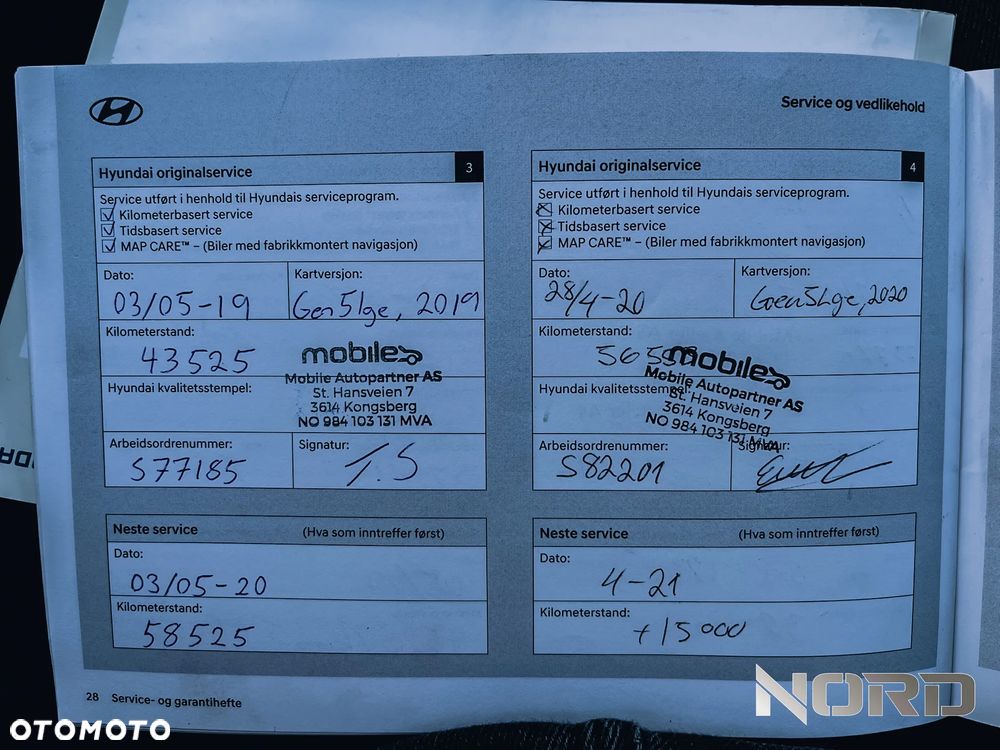 Service og vedlikehold
Hyundai originalservice 3
Service utført i henhold til Hyundais serviceprogram.
Kilometerbasert service
Tidsbasert service
MAP CARE™ – (Biler med fabrikkmontert navigasjon)
Dato:
03/05-19
Kartversjon:
Gen5lge, 2019
Kilometerstand:
43525
mobile
Mobile Autopartner AS
St. Hansveien 7
3614 Kongsberg
NO 984 103 131 MVA
Hyundai kvalitetsstempel:
Arbeidsordrenummer:
S77185
Signatur:
T.S
Neste service (Hva som inntreffer først)
Dato:
03/05-20
Kilometerstand:
58525
Hyundai originalservice 4
Service utført i henhold til Hyundais serviceprogram.
Kilometerbasert service
Tidsbasert service
MAP CARE™ – (Biler med fabrikkmontert navigasjon)
Dato:
28/4-20
Kartversjon:
Gen5Lge, 2020
Kilometerstand:
mobile
Mobile Autopartner AS
St. Hansveien 7
3614 Kongsberg
NO 984 103 131 MVA
Hyundai kvalitetsstempel:
Arbeidsordrenummer:
S82201
Signatur:
Neste service (Hva som inntreffer først)
Dato:
4-21
Kilometerstand:
+15000
28 Service- og garantihefte
NORD
OTOMOTO